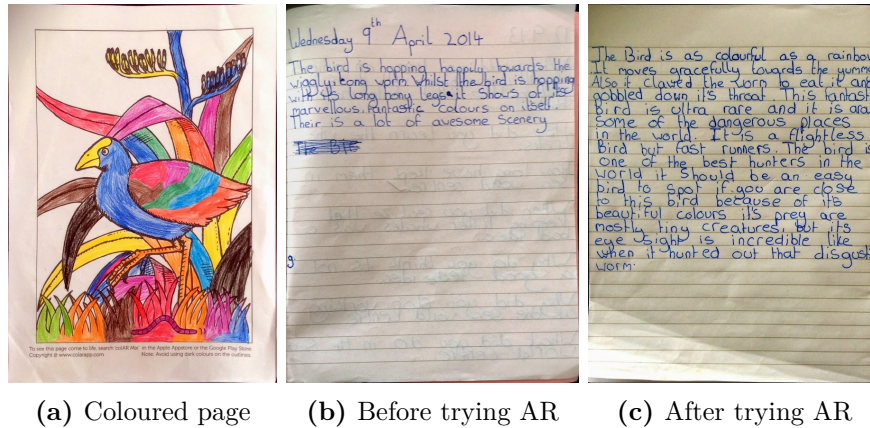 To see this page come to life, search colAR Mix in the Apple Appstore or the Google Play Store.
Copyright @ www.colarapp.com Note: Avoid using dark colours on the outlines.
(a) Coloured page
Wednesday 9th April 2014
The bird is hopping happily towards the
wiggly long worm. Whilst the bird is hopping
with its long bony legs it Shows of its
marvellous fantastic colours on itself.
Their is a lot of awesome Scenery
g
(b) Before trying AR
The Bird is as colourful as a rainbow
It moves gracefully towards the yumm
Also it clawed the worn to eat it and
gobbled down it's throat This fantast
Bird is ultra rare and it is
Some of the dangerous places
in the world. It is a flightless
Bird but fast runners. The bird is
one of the best hunters in the
world it Should be an easy
bird to spot if you are close
to this bird because of it's
beautiful colours it's prey are
mostly tiny creatures, but its
eye sight is incredible like
when it hunted out that disgust
worm.
(c) After trying AR